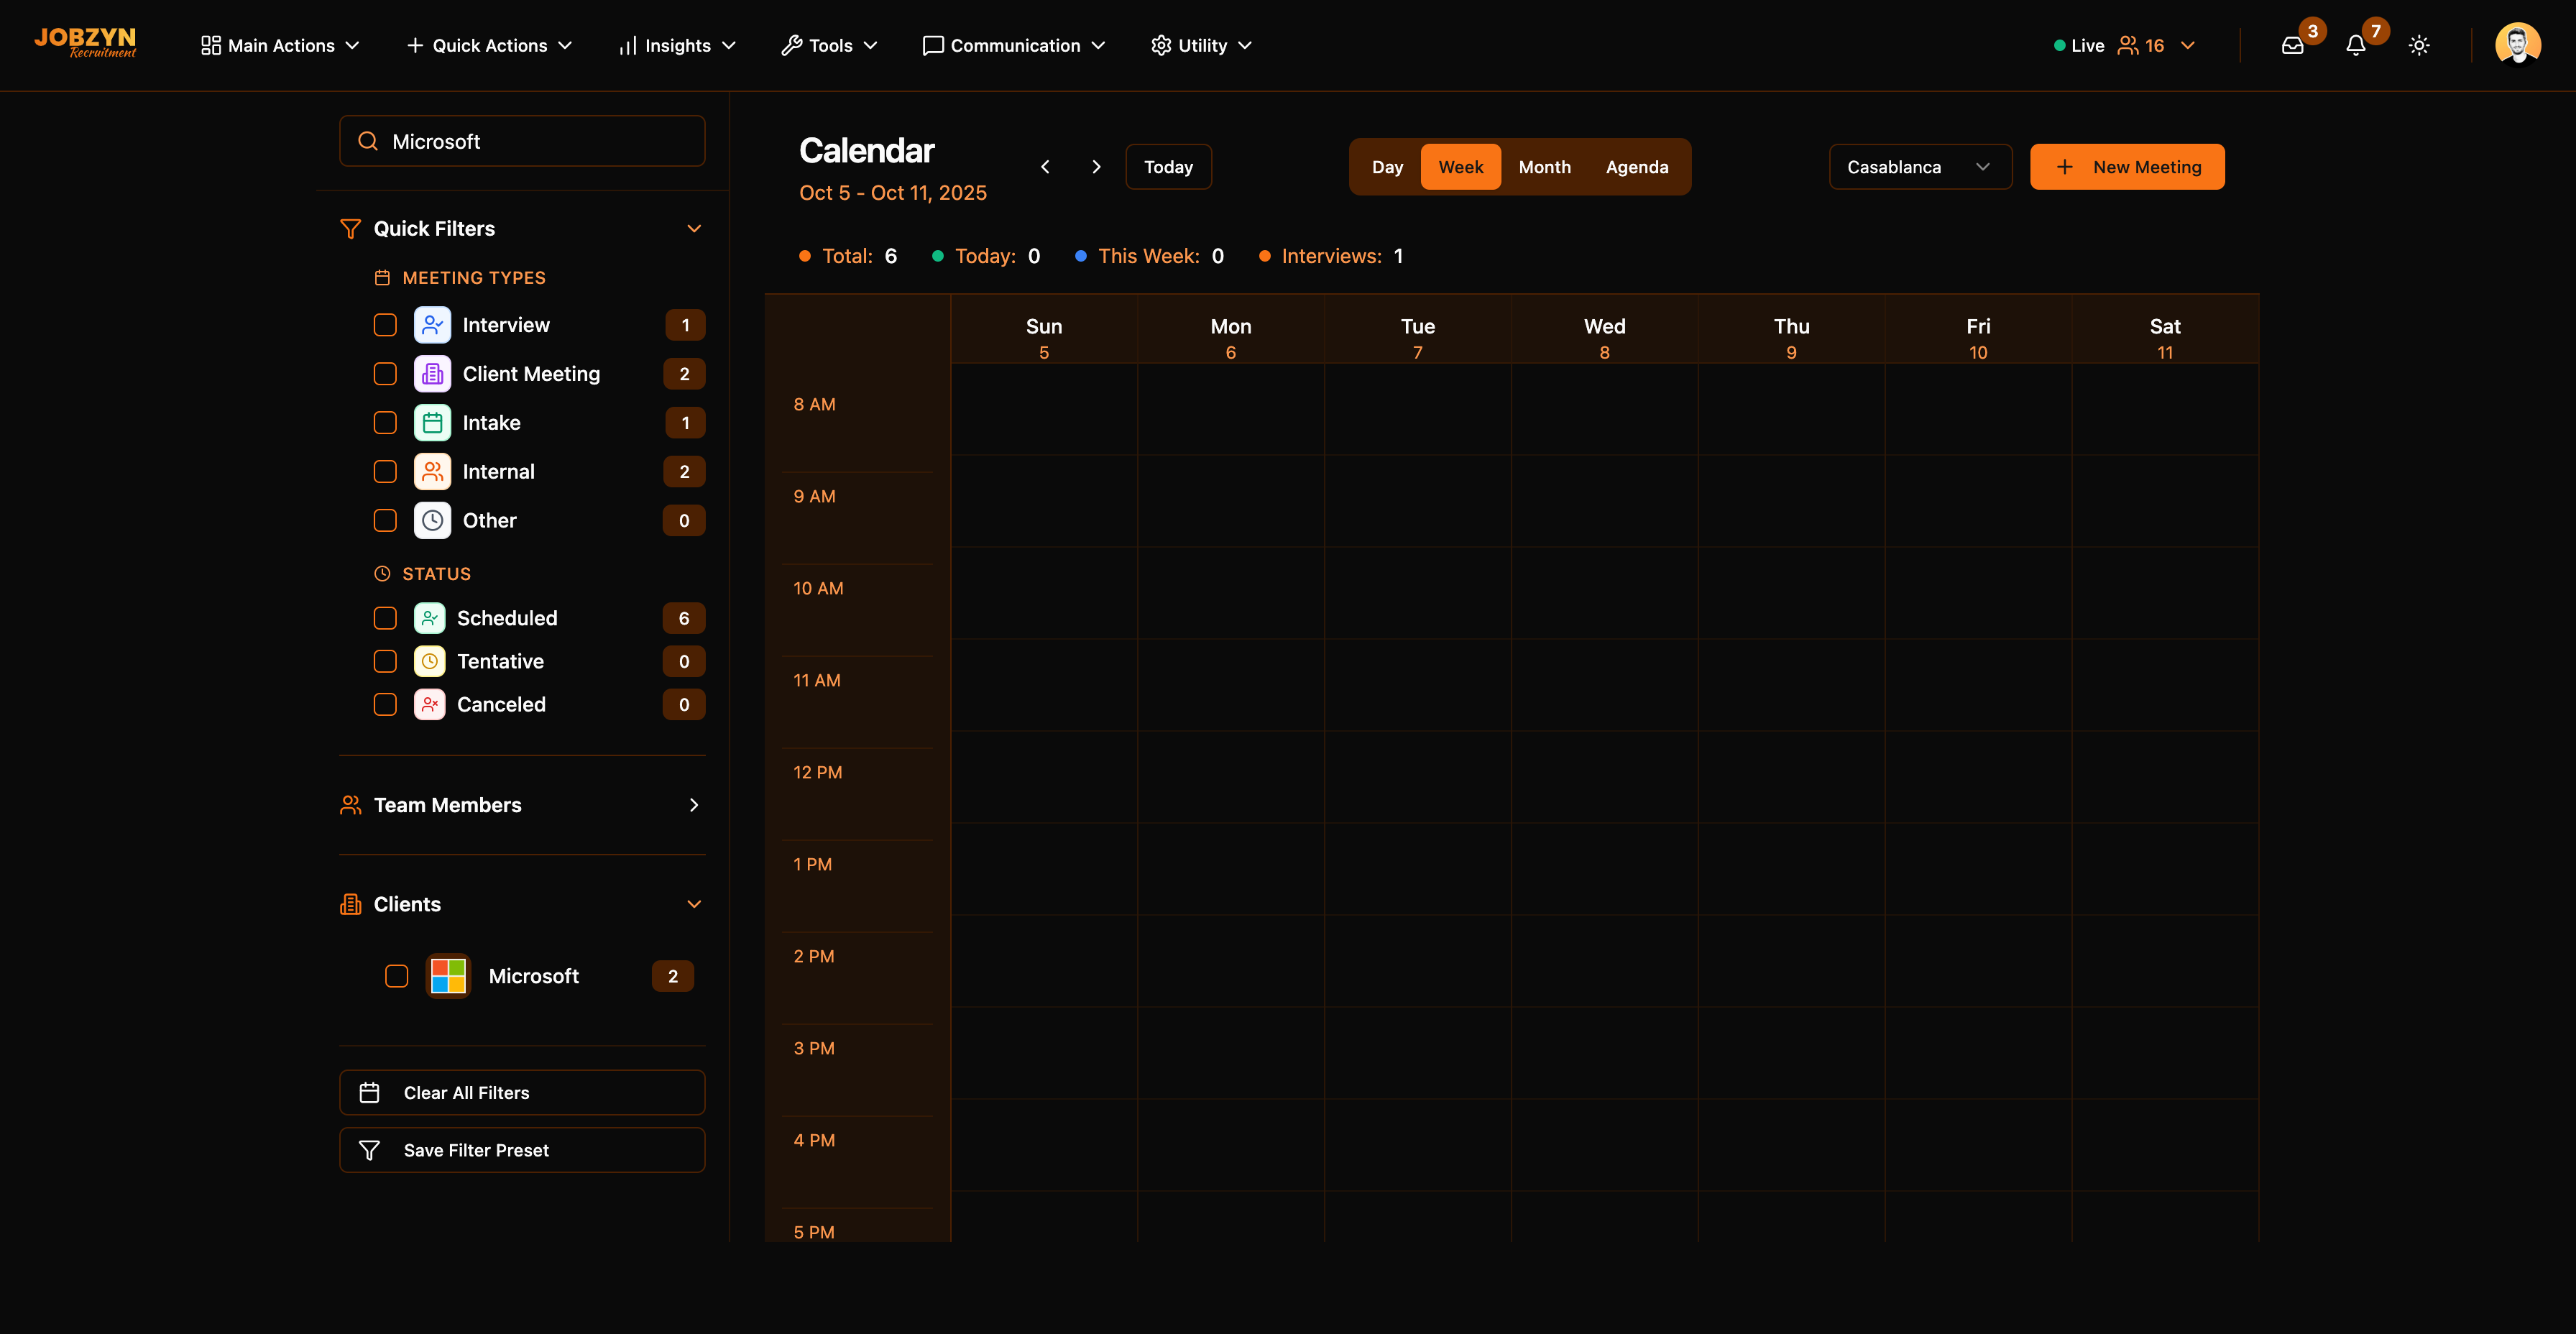 JOBZYN
Recruitment
Main Actions
Quick Actions
Insights
Tools
Communication
Utility
Live
16
3
7
Microsoft
Quick Filters
MEETING TYPES
Interview 1
Client Meeting 2
Intake 1
Internal 2
Other 0
STATUS
Scheduled 6
Tentative 0
Canceled 0
Team Members
Clients
Microsoft 2
Clear All Filters
Save Filter Preset
Calendar
Oct 5 - Oct 11, 2025
Today
Day
Week
Month
Agenda
Casablanca
New Meeting
Total: 6
Today: 0
This Week: 0
Interviews: 1
Sun
5
Mon
6
Tue
7
Wed
8
Thu
9
Fri
10
Sat
11
8 AM
9 AM
10 AM
11 AM
12 PM
1 PM
2 PM
3 PM
4 PM
5 PM